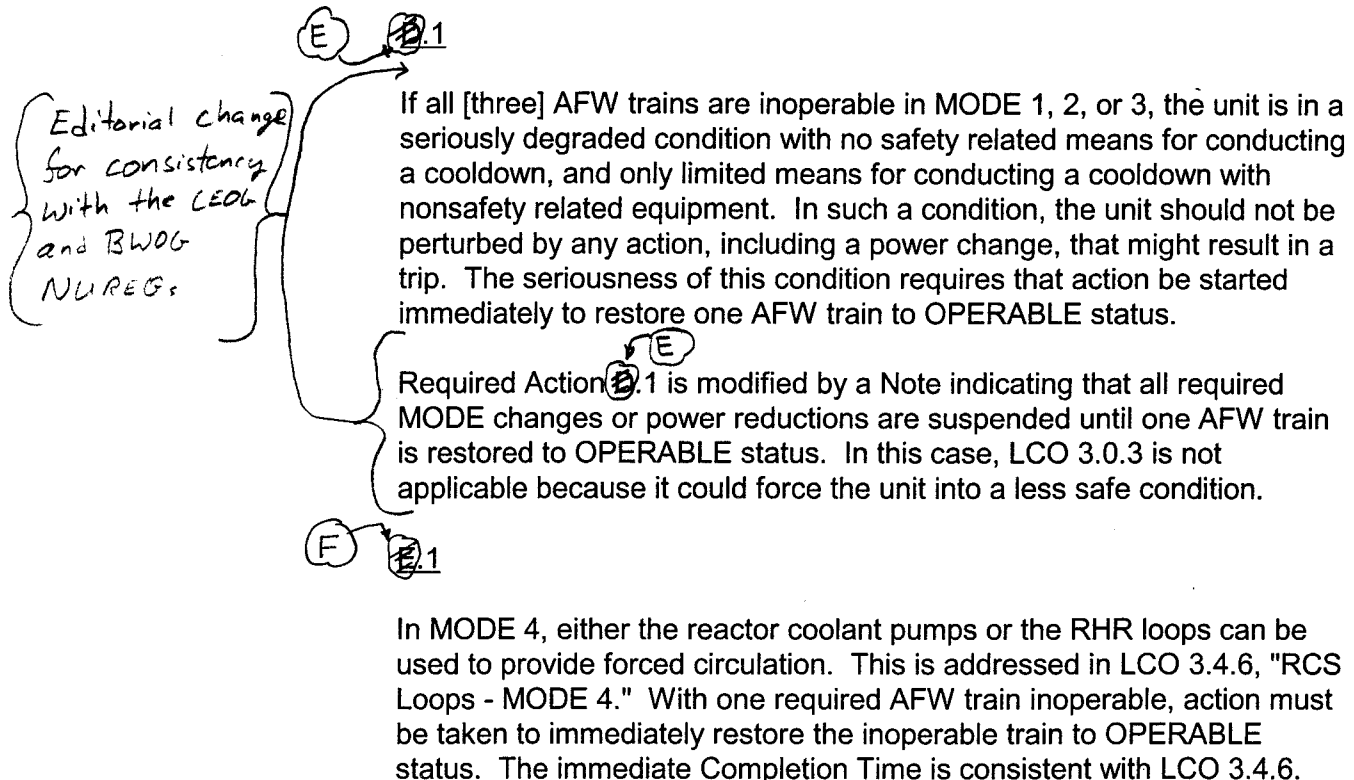 E D.1
Editorial change
for consistency
with the CEOG
and BWOG
NUREGs
If all [three] AFW trains are inoperable in MODE 1, 2, or 3, the unit is in a
seriously degraded condition with no safety related means for conducting
a cooldown, and only limited means for conducting a cooldown with
nonsafety related equipment. In such a condition, the unit should not be
perturbed by any action, including a power change, that might result in a
trip. The seriousness of this condition requires that action be started
immediately to restore one AFW train to OPERABLE status.
E
Required Action D.1 is modified by a Note indicating that all required
MODE changes or power reductions are suspended until one AFW train
is restored to OPERABLE status. In this case, LCO 3.0.3 is not
applicable because it could force the unit into a less safe condition.
F E.1
In MODE 4, either the reactor coolant pumps or the RHR loops can be
used to provide forced circulation. This is addressed in LCO 3.4.6, "RCS
Loops - MODE 4." With one required AFW train inoperable, action must
be taken to immediately restore the inoperable train to OPERABLE
status. The immediate Completion Time is consistent with LCO 3.4.6.